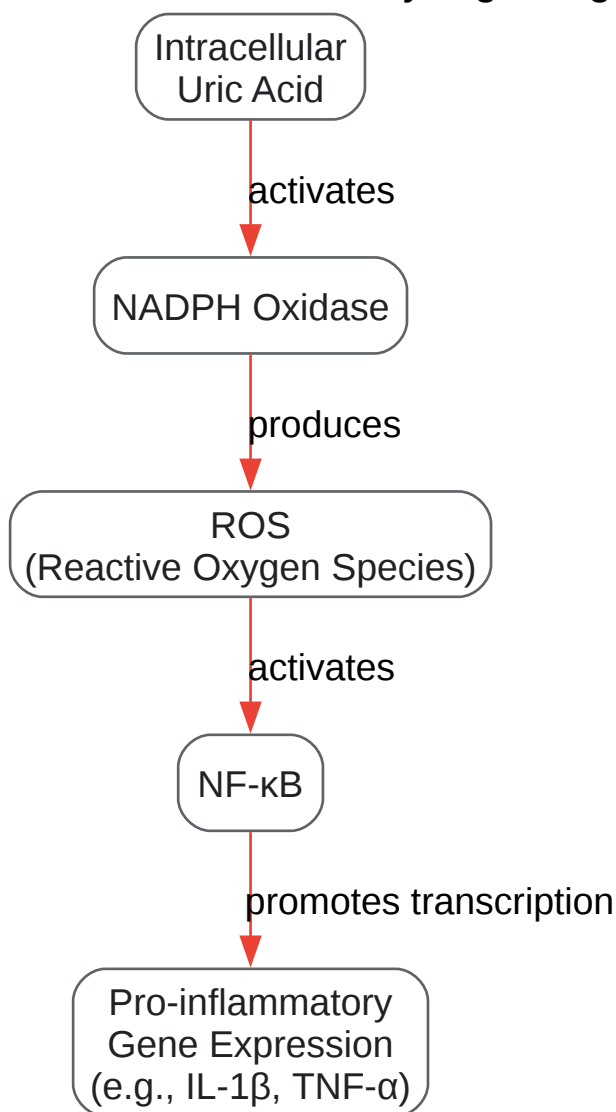 Intracellular
Uric Acid
activates
NADPH Oxidase
produces
ROS
(Reactive Oxygen Species)
activates
NF-κB
promotes transcription
Pro-inflammatory
Gene Expression
(e.g., IL-1β, TNF-α)